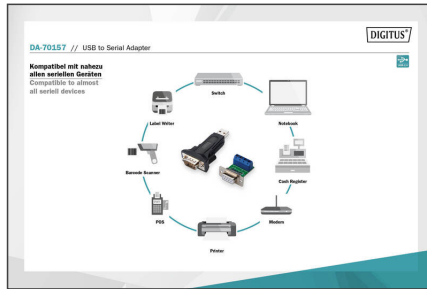 DIGITUS®
DA-70157 // USB to Serial Adapter
Kompatibel mit nahezu
allen seriellen Geräten
Compatible to almost
all seriell devices
Switch
Label Writer
Notebook
Barcode Scanner
Cash Register
POS
Modem
Printer